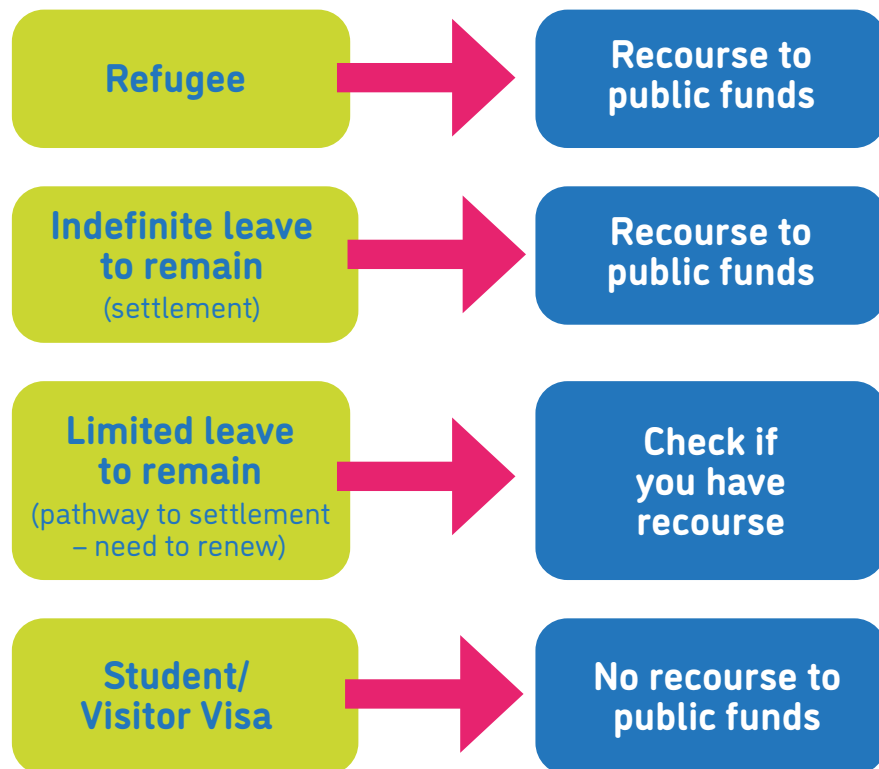 Refugee
Recourse to
public funds
Indefinite leave
to remain
(settlement)
Recourse to
public funds
Limited leave
to remain
(pathway to settlement
– need to renew)
Check if
you have
recourse
Student/
Visitor Visa
No recourse to
public funds